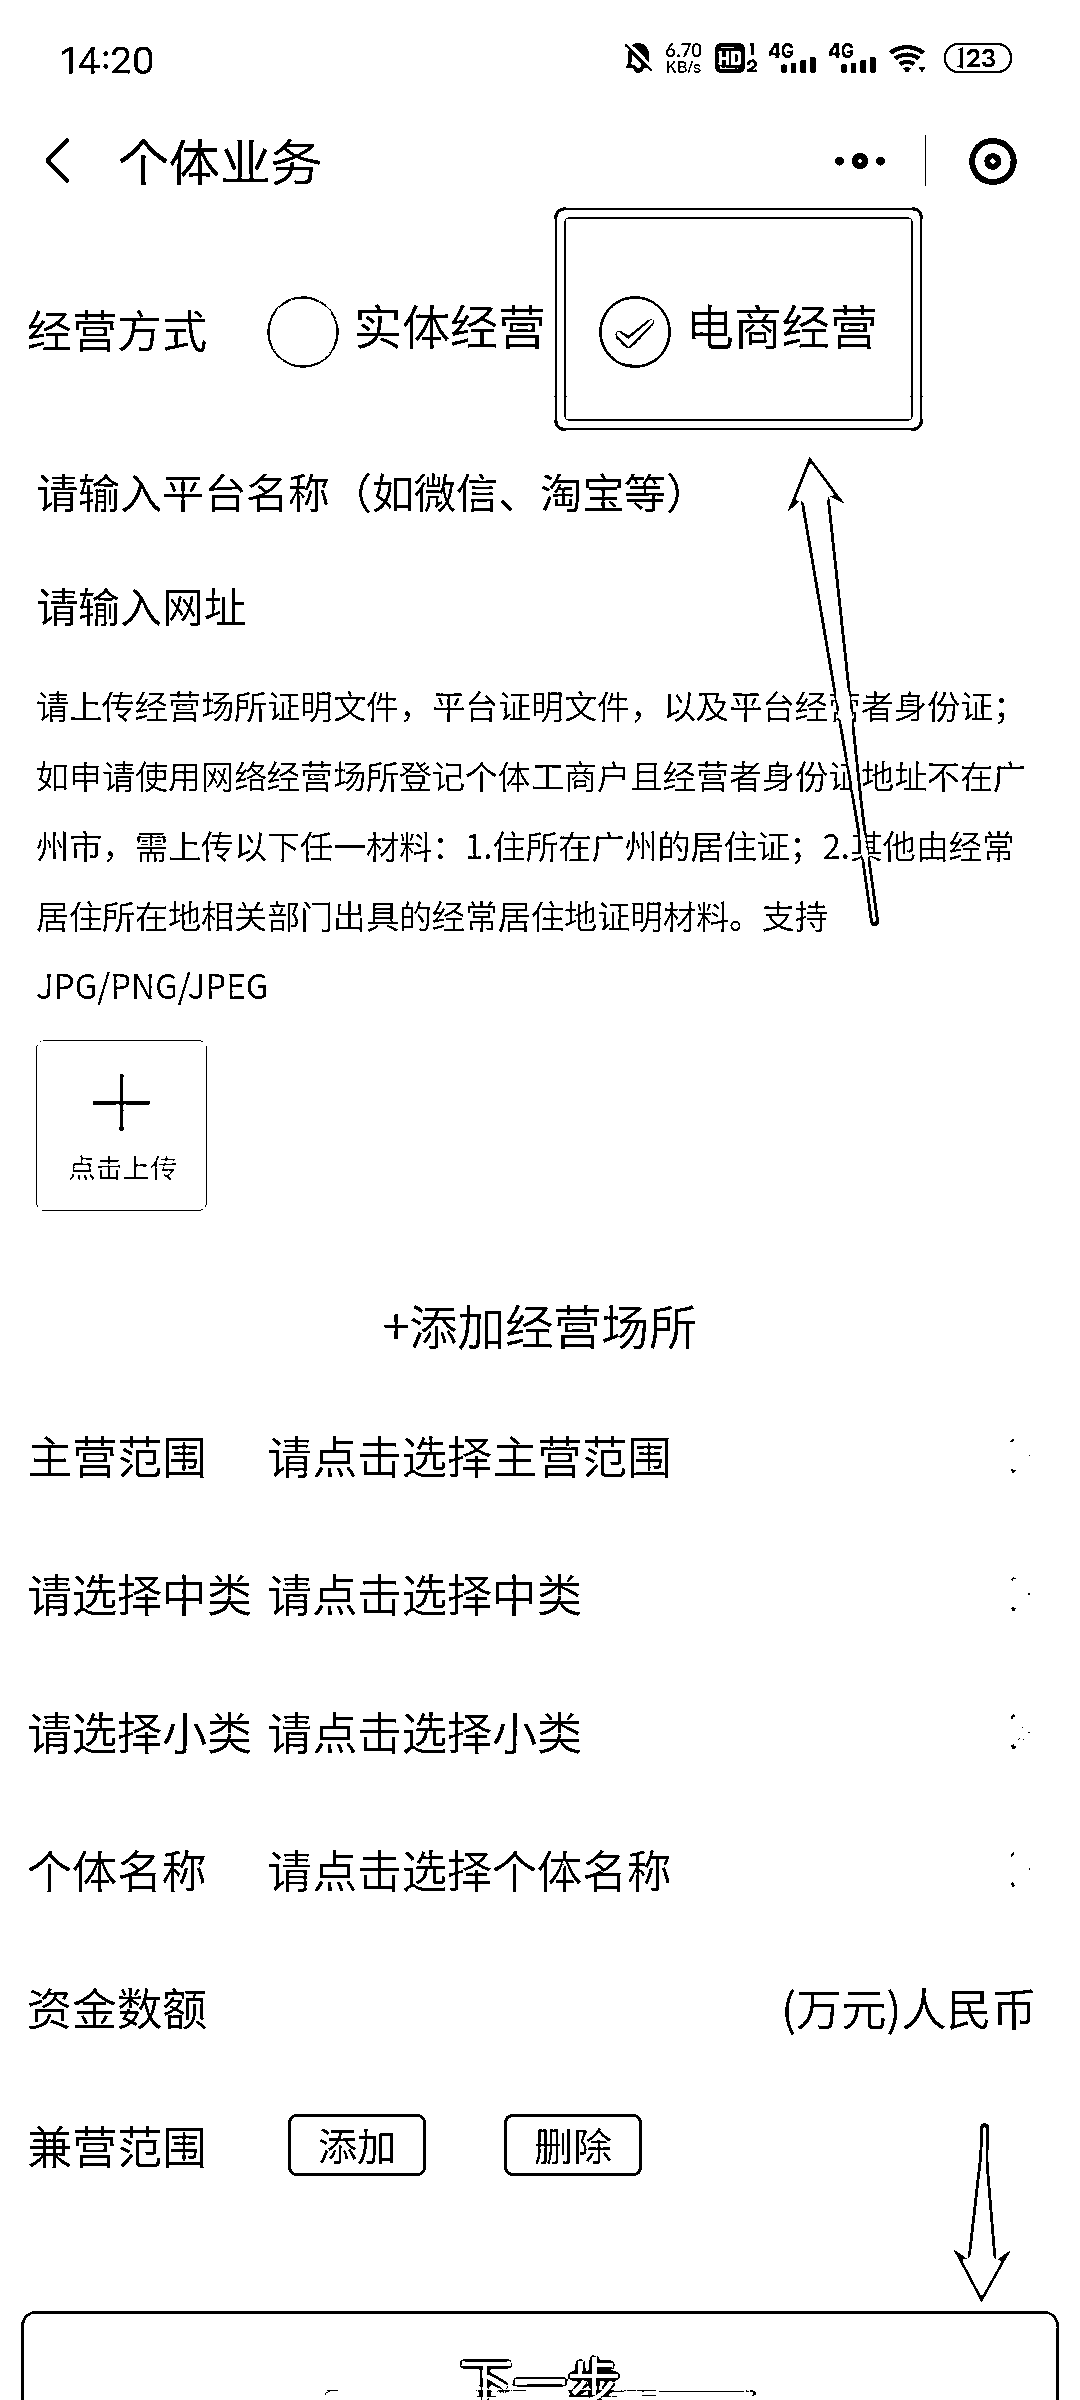 14:20 6.70 KB/s HD 1 2 4G 4G 23
个体业务
经营方式 实体经营 电商经营
请输入平台名称（如微信、淘宝等）
请输入网址
请上传经营场所证明文件，平台证明文件，以及平台经营者身份证；
如申请使用网络经营场所登记个体工商户且经营者身份证地址不在广
州市，需上传以下任一材料：1.住所在广州的居住证；2.其他由经常
居住所在地相关部门出具的经常居住地证明材料。支持
JPG/PNG/JPEG
点击上传
+添加经营场所
主营范围 请点击选择主营范围
请选择中类 请点击选择中类
请选择小类 请点击选择小类
个体名称 请点击选择个体名称
资金数额 (万元)人民币
兼营范围 添加 删除
下一步